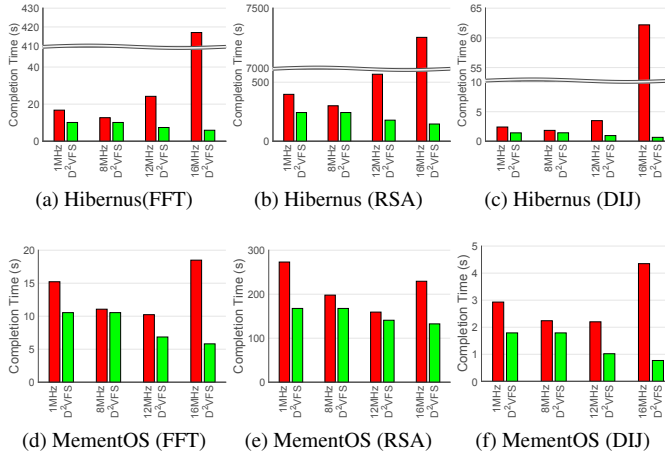 Completion Time (s)
430
420
410
20
10
0
1MHz
D²VFS
8MHz
D²VFS
12MHz
D²VFS
16MHz
D²VFS
(a) Hibernus(FFT)
Completion Time (s)
7500
7000
500
0
1MHz
D²VFS
8MHz
D²VFS
12MHz
D²VFS
16MHz
D²VFS
(b) Hibernus (RSA)
Completion Time (s)
65
60
55
10
5
0
1MHz
D²VFS
8MHz
D²VFS
12MHz
D²VFS
16MHz
D²VFS
(c) Hibernus (DIJ)
Completion Time (s)
20
15
10
5
0
1MHz
D²VFS
8MHz
D²VFS
12MHz
D²VFS
16MHz
D²VFS
(d) MementOS (FFT)
Completion Time (s)
300
200
100
0
1MHz
D²VFS
8MHz
D²VFS
12MHz
D²VFS
16MHz
D²VFS
(e) MementOS (RSA)
Completion Time (s)
5
4
3
2
1
0
1MHz
D²VFS
8MHz
D²VFS
12MHz
D²VFS
16MHz
D²VFS
(f) MementOS (DIJ)